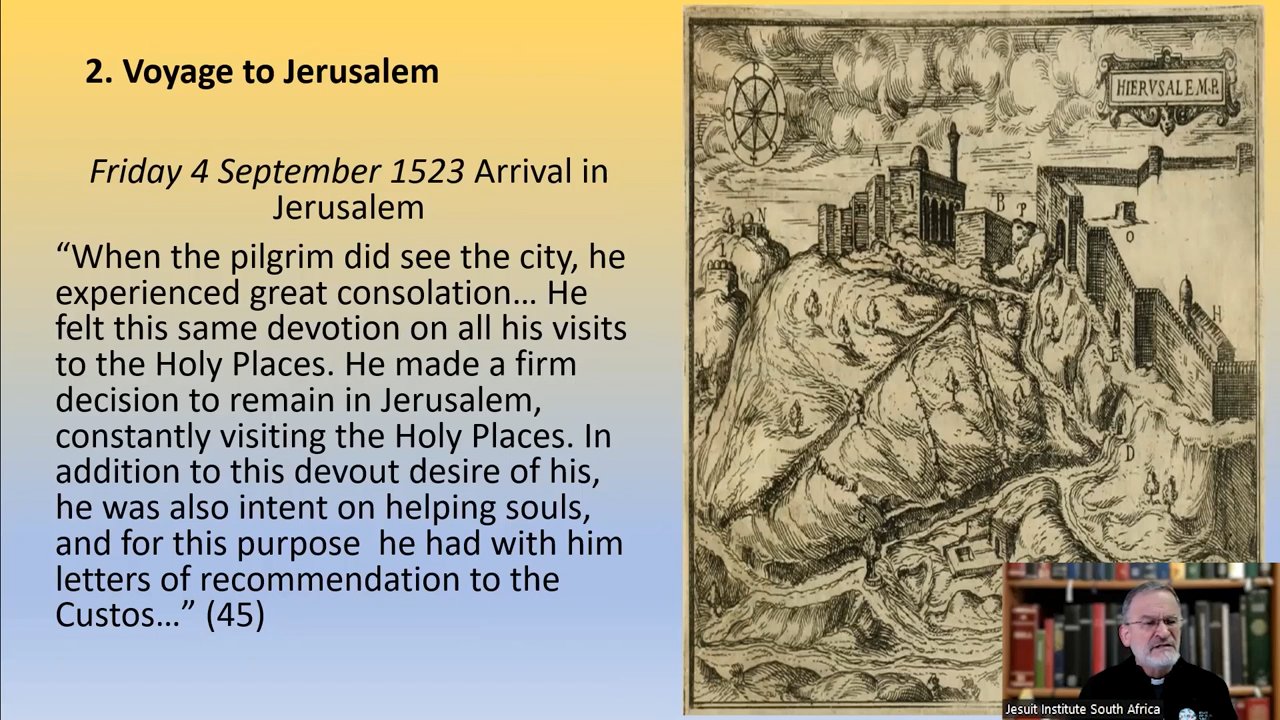 2. Voyage to Jerusalem
Friday 4 September 1523 Arrival in
Jerusalem
“When the pilgrim did see the city, he
experienced great consolation… He
felt this same devotion on all his visits
to the Holy Places. He made a firm
decision to remain in Jerusalem,
constantly visiting the Holy Places. In
addition to this devout desire of his,
he was also intent on helping souls,
and for this purpose  he had with him
letters of recommendation to the
Custos…” (45)
HIERVSALEM.P.
A
B P
N
O
H
D
Jesuit Institute South Africa